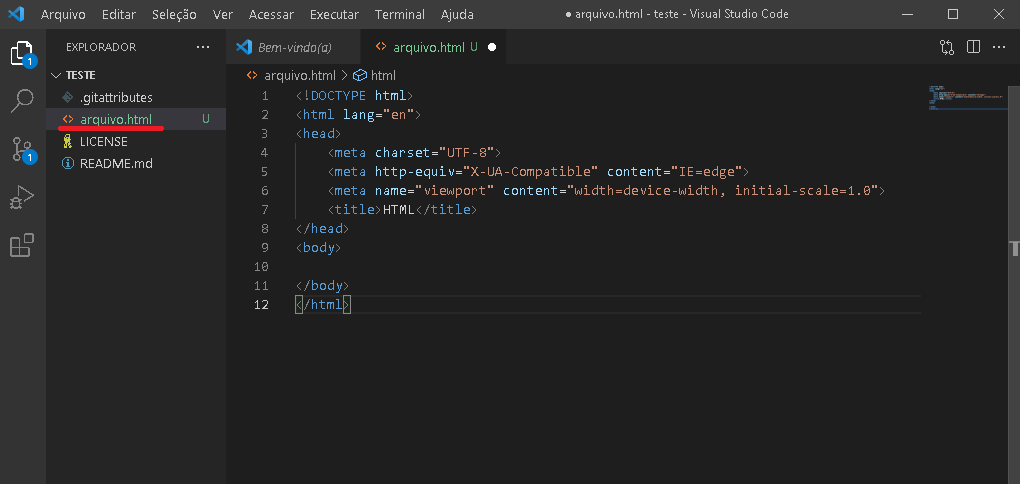 Arquivo Editar Seleção Ver Acessar Executar Terminal Ajuda ● arquivo.html - teste - Visual Studio Code
EXPLORADOR ···
Bem-vindo(a)
arquivo.html U ●
TESTE
.gitattributes
arquivo.html U
LICENSE
README.md
1
1
arquivo.html > html
1 <!DOCTYPE html>
2 <html lang="en">
3 <head>
4 <meta charset="UTF-8">
5 <meta http-equiv="X-UA-Compatible" content="IE=edge">
6 <meta name="viewport" content="width=device-width, initial-scale=1.0">
7 <title>HTML</title>
8 </head>
9 <body>
10
11 </body>
12 </html>